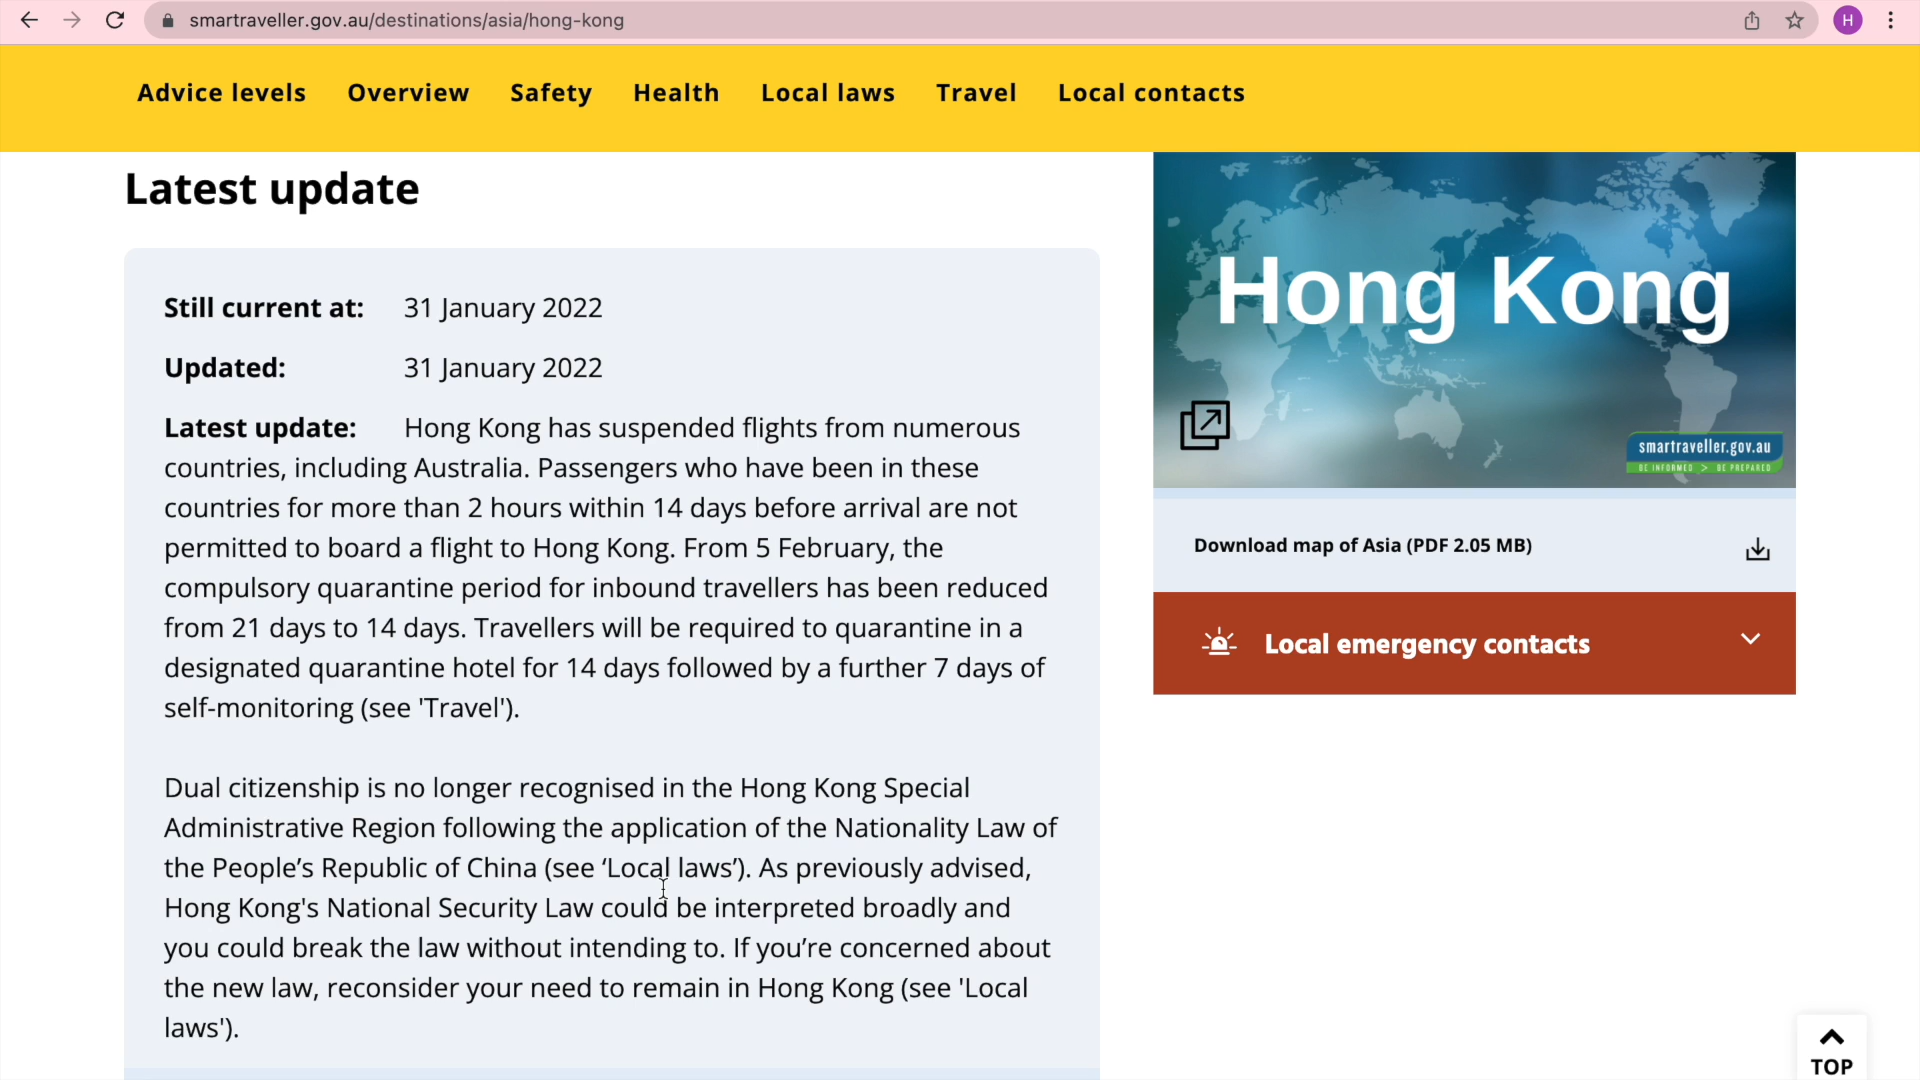 smartraveller.gov.au/destinations/asia/hong-kong
H
Advice levels Overview Safety Health Local laws Travel Local contacts
Latest update
Still current at: 31 January 2022
Updated: 31 January 2022
Latest update: Hong Kong has suspended flights from numerous
countries, including Australia. Passengers who have been in these
countries for more than 2 hours within 14 days before arrival are not
permitted to board a flight to Hong Kong. From 5 February, the
compulsory quarantine period for inbound travellers has been reduced
from 21 days to 14 days. Travellers will be required to quarantine in a
designated quarantine hotel for 14 days followed by a further 7 days of
self-monitoring (see 'Travel').
Dual citizenship is no longer recognised in the Hong Kong Special
Administrative Region following the application of the Nationality Law of
the People’s Republic of China (see ‘Local laws’). As previously advised,
Hong Kong's National Security Law could be interpreted broadly and
you could break the law without intending to. If you’re concerned about
the new law, reconsider your need to remain in Hong Kong (see 'Local
laws').
Hong Kong
smartraveller.gov.au
BE INFORMED > BE PREPARED
Download map of Asia (PDF 2.05 MB)
Local emergency contacts
TOP